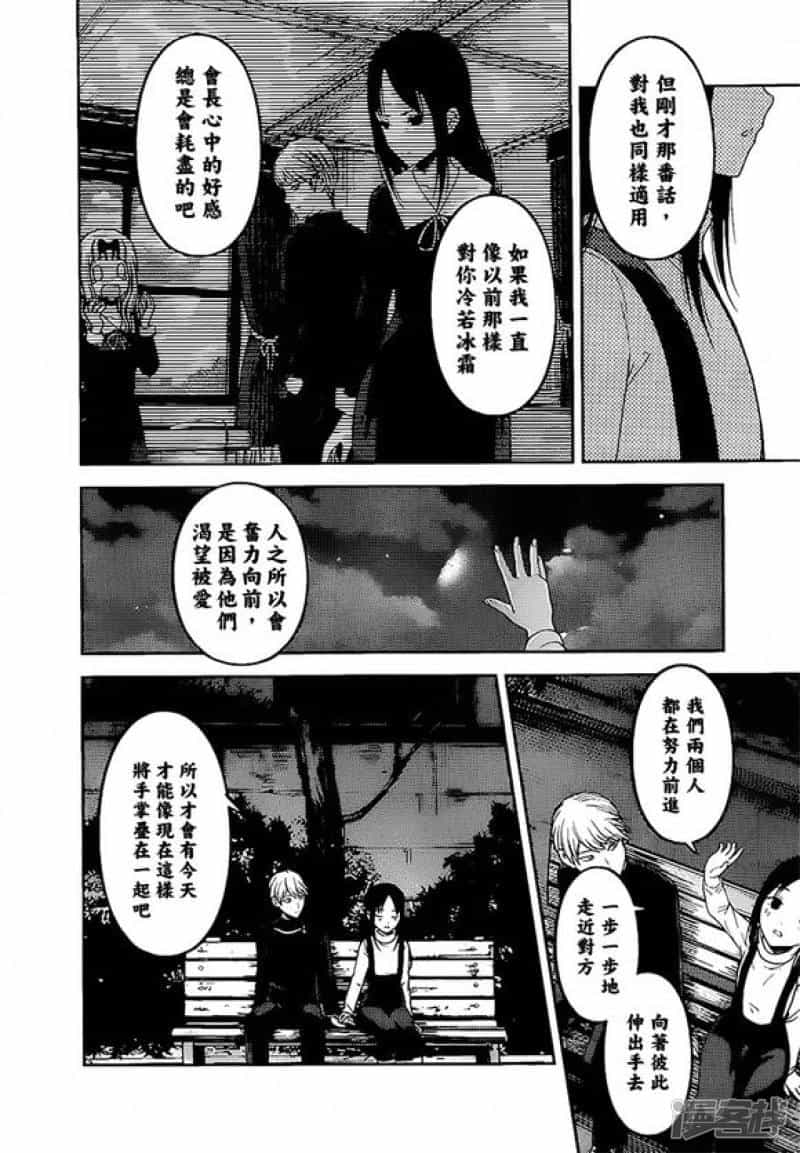 但剛才那番話，
對我也同樣適用
如果我一直
像以前那樣
對你冷若冰霜
會長心中的好感
總是會耗盡的吧
人之所以會
奮力向前，
是因為他們
渴望被愛
我們兩個人
都在努力前進
一步一步地
走近對方
向著彼此
伸出手去
所以才會有今天
才能像現在這樣
將手掌疊在一起吧
漫客棧